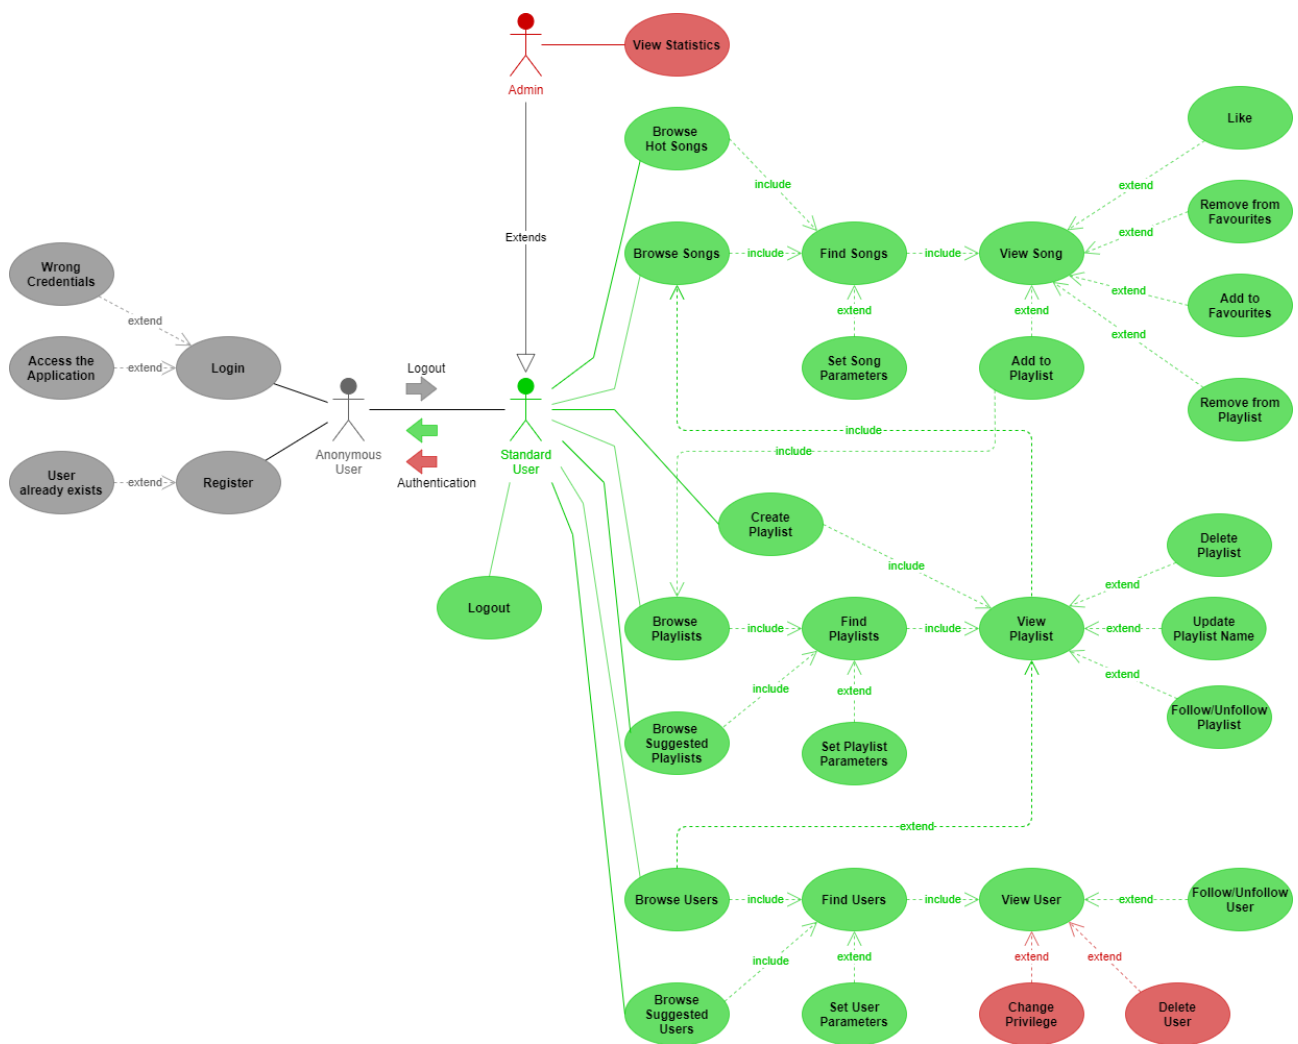 View Statistics
Admin
Browse
Hot Songs
Like
include
extend
Remove from
Favourites
extend
Extends
Browse Songs
include
Find Songs
include
View Song
Wrong
Credentials
extend
Add to
Favourites
extend
extend
extend
extend
Access the
Application
extend
Login
Logout
Set Song
Parameters
Add to
Playlist
Remove from
Playlist
include
include
Anonymous
User
Standard
User
User
already exists
extend
Register
Authentication
Create
Playlist
include
Delete
Playlist
extend
Logout
Browse
Playlists
include
Find
Playlists
include
View
Playlist
extend
Update
Playlist Name
extend
include
extend
Follow/Unfollow
Playlist
Browse
Suggested
Playlists
Set Playlist
Parameters
extend
Browse Users
include
Find Users
include
View User
extend
Follow/Unfollow
User
include
extend
extend
extend
Browse
Suggested
Users
Set User
Parameters
Change
Privilege
Delete
User